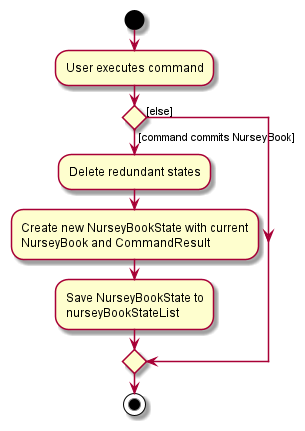 User executes command
[else]
[command commits NurseyBook]
Delete redundant states
Create new NurseyBookState with current
NurseyBook and CommandResult
Save NurseyBookState to
nurseyBookStateList